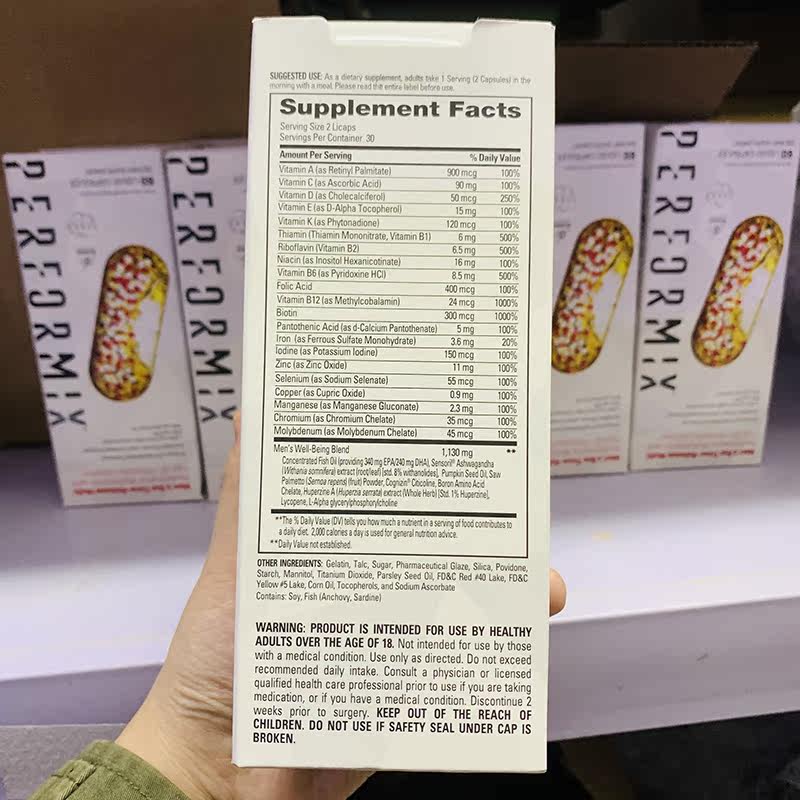 SUGGESTED USE: As a dietary supplement, adults take 1 Serving (2 Capsules) in the
morning with a meal. Please read the entire label before use.
Supplement Facts
Serving Size 2 Licaps
Servings Per Container 30
Amount Per Serving % Daily Value
Vitamin A (as Retinyl Palmitate) 900 mcg 100%
Vitamin C (as Ascorbic Acid) 90 mg 100%
Vitamin D (as Cholecalciferol) 50 mcg 250%
Vitamin E (as D-Alpha Tocopherol) 15 mg 100%
Vitamin K (as Phytonadione) 120 mcg 100%
Thiamin (Thiamin Mononitrate, Vitamin B1) 6 mg 500%
Riboflavin (Vitamin B2) 6.5 mg 500%
Niacin (as Inositol Hexanicotinate) 16 mg 100%
Vitamin B6 (as Pyridoxine HCl) 8.5 mg 500%
Folic Acid 400 mcg 100%
Vitamin B12 (as Methylcobalamin) 24 mcg 1000%
Biotin 300 mcg 1000%
Pantothenic Acid (as d-Calcium Pantothenate) 5 mg 100%
Iron (as Ferrous Sulfate Monohydrate) 3.6 mg 20%
Iodine (as Potassium Iodine) 150 mcg 100%
Zinc (as Zinc Oxide) 11 mg 100%
Selenium (as Sodium Selenate) 55 mcg 100%
Copper (as Cupric Oxide) 0.9 mg 100%
Manganese (as Manganese Gluconate) 2.3 mg 100%
Chromium (as Chromium Chelate) 35 mcg 100%
Molybdenum (as Molybdenum Chelate) 45 mcg 100%
Men's Well-Being Blend 1,130 mg **
Concentrated Fish Oil (providing 340 mg EPA/240 mg DHA), Sensoril® Ashwagandha
(Withania somnifera) extract (root/leaf) [std. 8% withanolides], Pumpkin Seed Oil, Saw
Palmetto (Serenoa repens) (fruit) Powder, Cognizin® Citicoline, Boron Amino Acid
Chelate, Huperzine A (Huperzia serrata) extract (Whole Herb) [Std. 1% Huperzine],
Lycopene, L-Alpha glycerylphosphorylcholine
**The % Daily Value (DV) tells you how much a nutrient in a serving of food contributes to
a daily diet. 2,000 calories a day is used for general nutrition advice.
**Daily Value not established.
OTHER INGREDIENTS: Gelatin, Talc, Sugar, Pharmaceutical Glaze, Silica, Povidone,
Starch, Mannitol, Titanium Dioxide, Parsley Seed Oil, FD&C Red #40 Lake, FD&C
Yellow #5 Lake, Corn Oil, Tocopherols, and Sodium Ascorbate
Contains: Soy, Fish (Anchovy, Sardine)
WARNING: PRODUCT IS INTENDED FOR USE BY HEALTHY
ADULTS OVER THE AGE OF 18. Not intended for use by those
with a medical condition. Use only as directed. Do not exceed
recommended daily intake. Consult a physician or licensed
qualified health care professional prior to use if you are taking
medication, or if you have a medical condition. Discontinue 2
weeks prior to surgery. KEEP OUT OF THE REACH OF
CHILDREN. DO NOT USE IF SAFETY SEAL UNDER CAP IS
BROKEN.
PERFORMIX
PERFORMIX
PERFORMIX